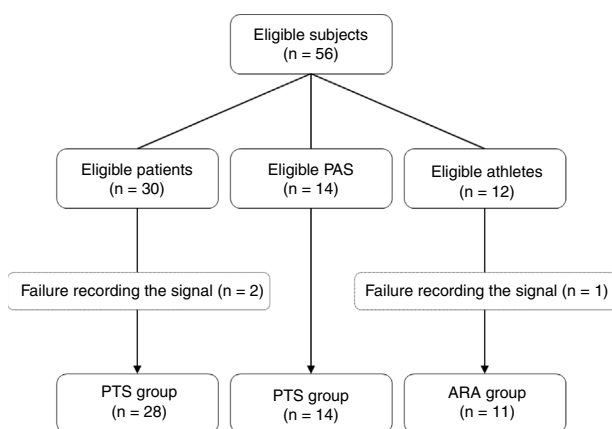 Eligible subjects
(n = 56)
Eligible patients
(n = 30)
Eligible PAS
(n = 14)
Eligible athletes
(n = 12)
Failure recording the signal (n = 2)
Failure recording the signal (n = 1)
PTS group
(n = 28)
PTS group
(n = 14)
ARA group
(n = 11)